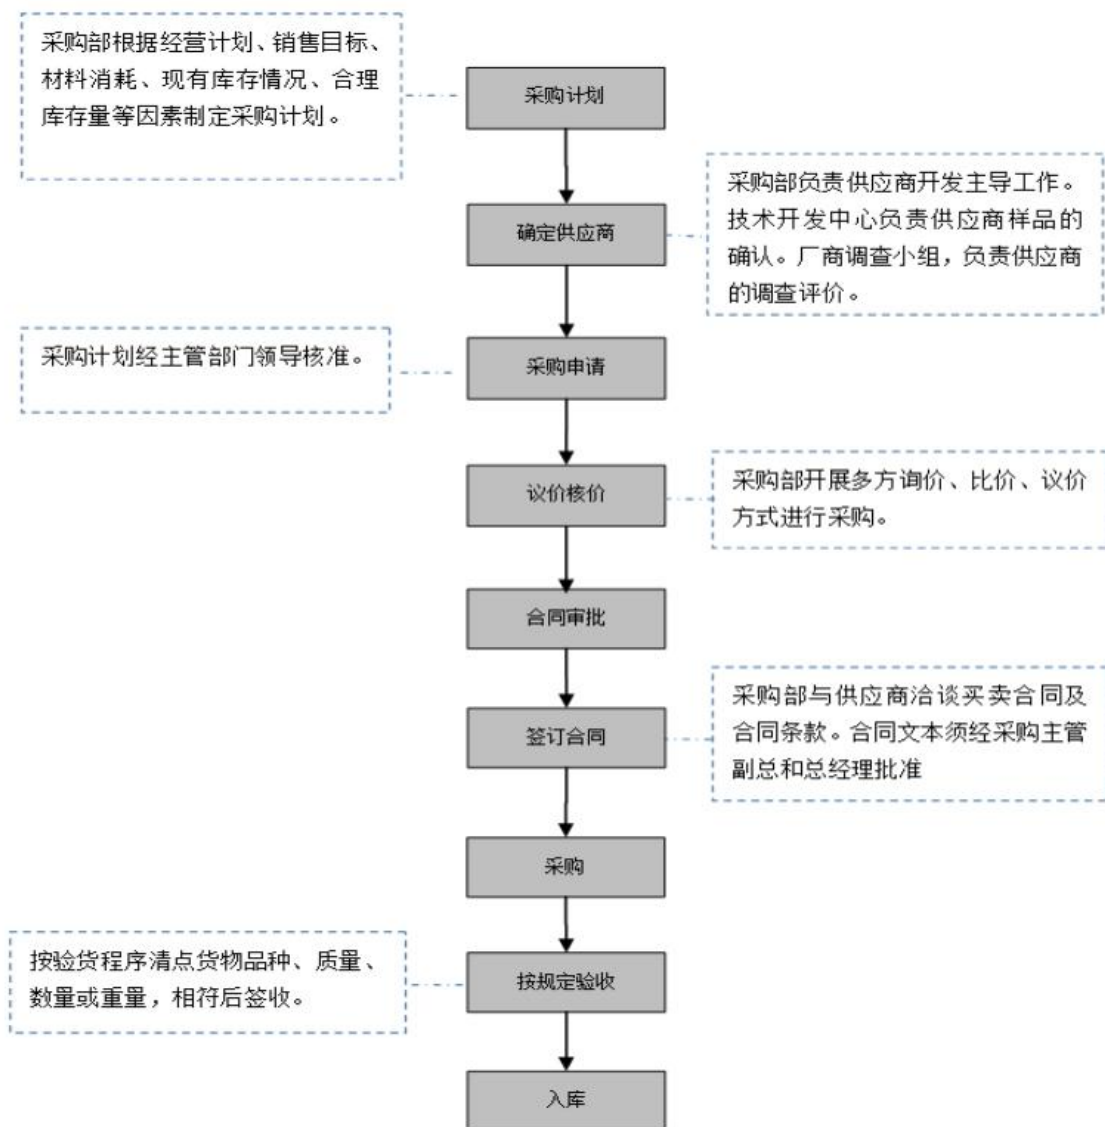 采购部根据经营计划、销售目标、
材料消耗、现有库存情况、合理
库存量等因素制定采购计划。
采购计划
采购部负责供应商开发主导工作。
技术开发中心负责供应商样品的
确认。厂商调查小组，负责供应商
的调查评价。
确定供应商
采购计划经主管部门领导核准。
采购申请
议价核价
采购部开展多方询价、比价、议价
方式进行采购。
合同审批
签订合同
采购部与供应商洽谈买卖合同及
合同条款。合同文本须经采购主管
副总和总经理批准
采购
按验货程序清点货物品种、质量、
数量或重量，相符后签收。
按规定验收
入库